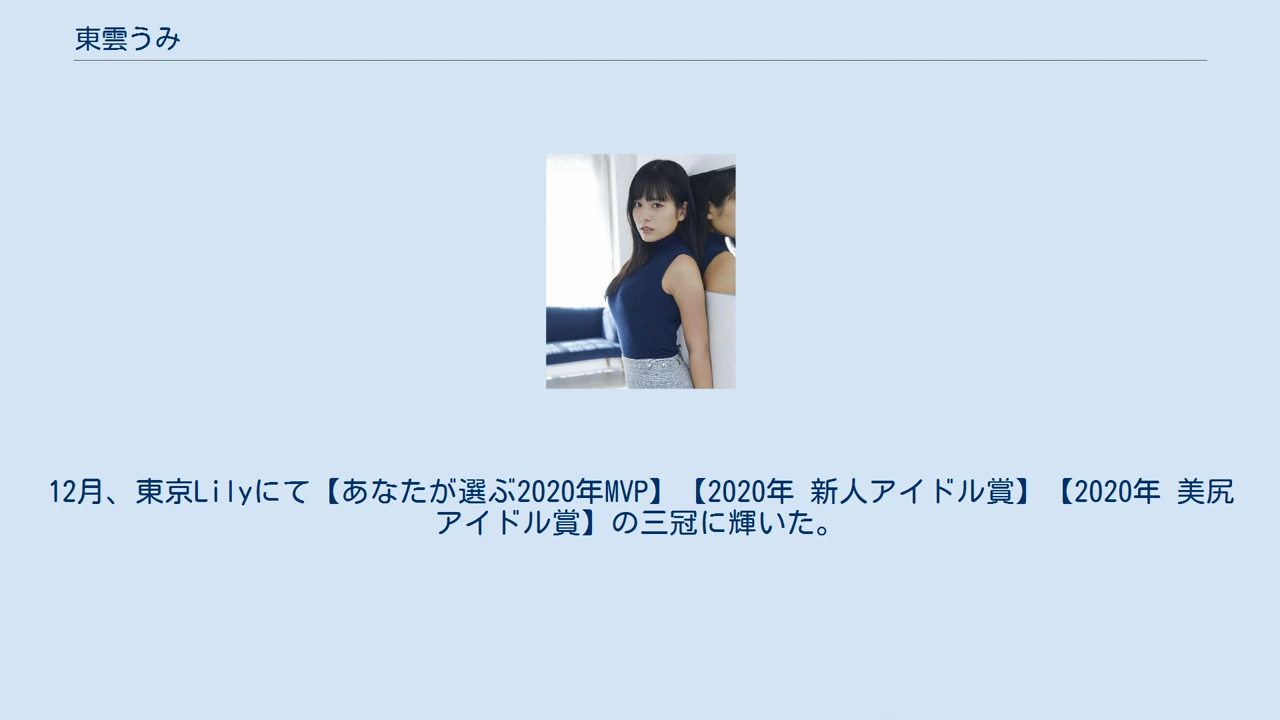 東雲うみ
12月、東京Lilyにて【あなたが選ぶ2020年MVP】【2020年 新人アイドル賞】【2020年 美尻
アイドル賞】の三冠に輝いた。